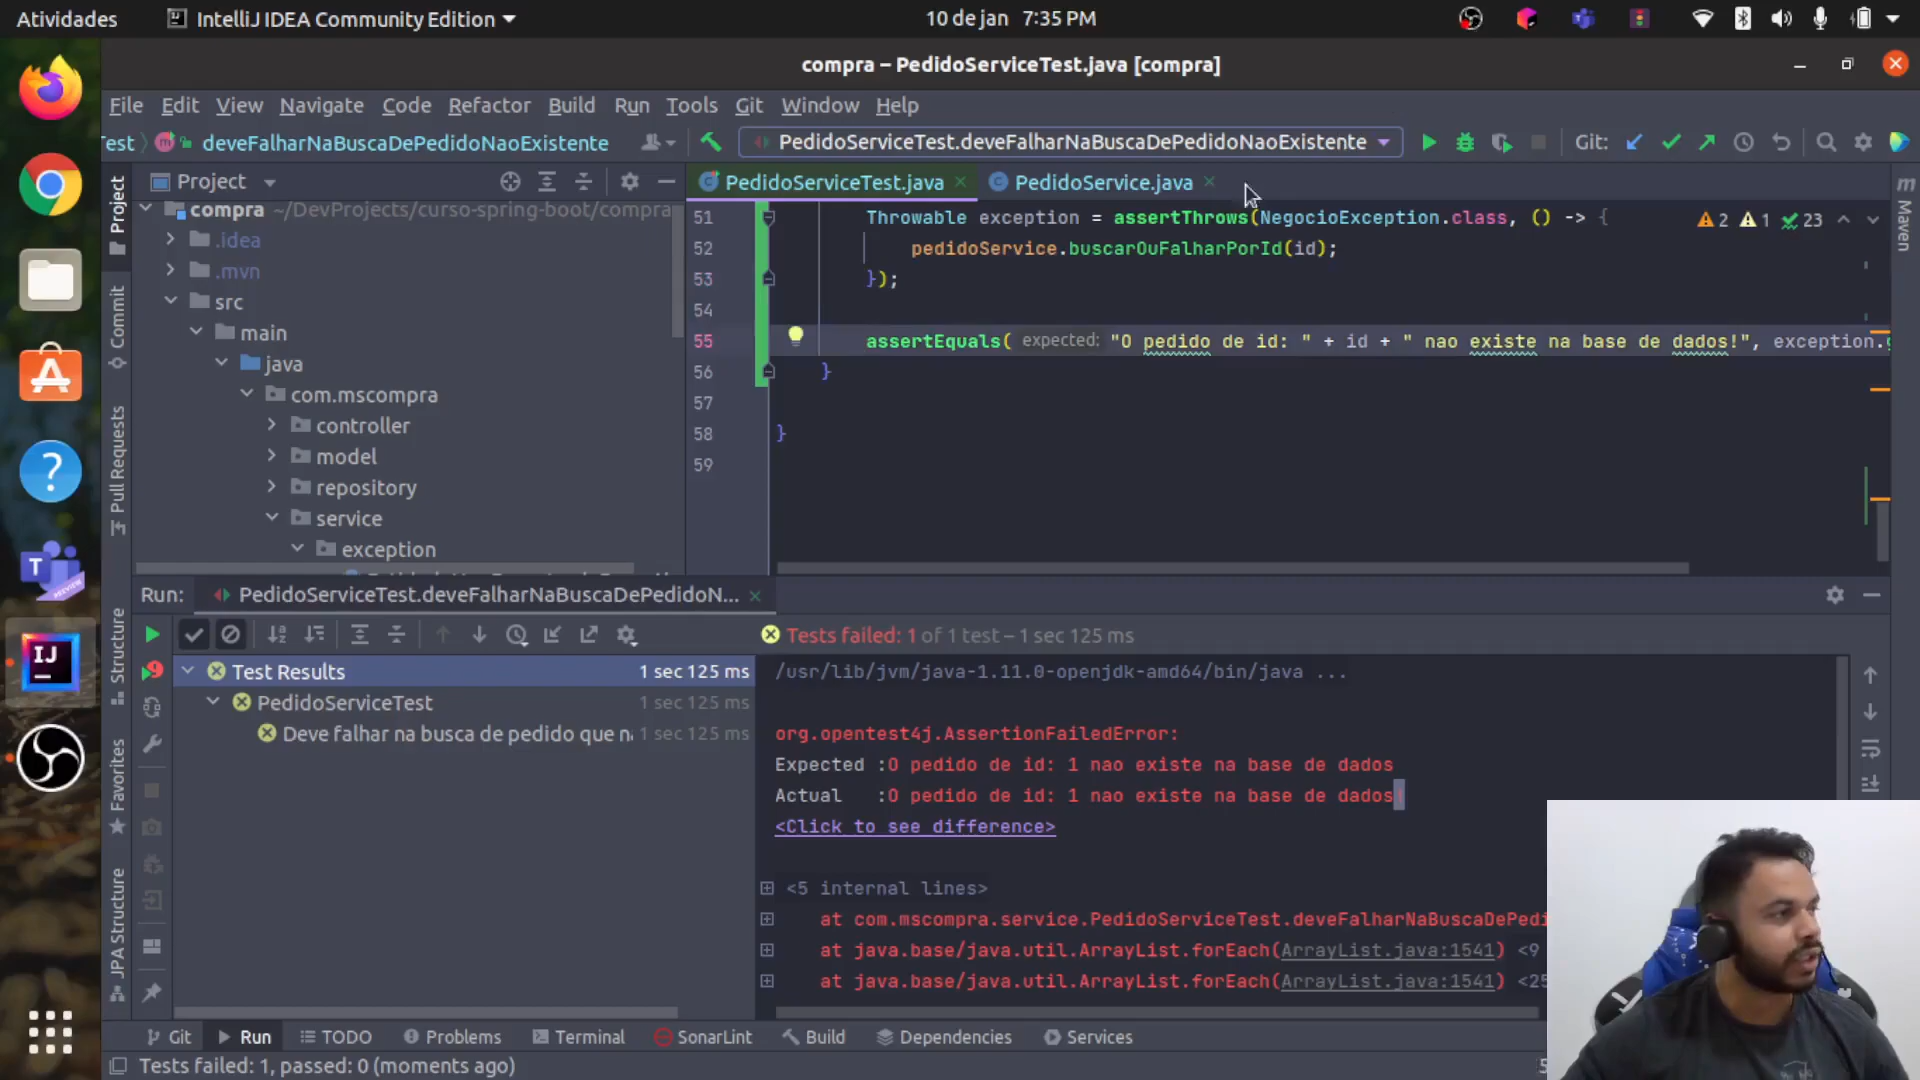 Atividades
IntelliJ IDEA Community Edition
10 de jan 7:35 PM
compra – PedidoServiceTest.java [compra]
File Edit View Navigate Code Refactor Build Run Tools Git Window Help
deveFalharNaBuscaDePedidoNaoExistente
PedidoServiceTest.deveFalharNaBuscaDePedidoNaoExistente
Git:
Project
PedidoServiceTest.java
PedidoService.java
compra ~/DevProjects/curso-spring-boot/compra
.idea
.mvn
src
main
java
com.mscompra
controller
model
repository
service
exception
51 Throwable exception = assertThrows(NegocioException.class, () -> {
2 1 23
52 pedidoService.buscarOuFalharPorId(id);
53 });
54
55 assertEquals( expected: "O pedido de id: " + id + " nao existe na base de dados!", exception.
56 }
57
58 }
59
Project
Commit
Pull Requests
Structure
Favorites
JPA Structure
Maven
Run: PedidoServiceTest.deveFalharNaBuscaDePedidoN...
Tests failed: 1 of 1 test – 1 sec 125 ms
Test Results 1 sec 125 ms
PedidoServiceTest 1 sec 125 ms
Deve falhar na busca de pedido que 1 sec 125 ms
/usr/lib/jvm/java-1.11.0-openjdk-amd64/bin/java ...
org.opentest4j.AssertionFailedError:
Expected :O pedido de id: 1 nao existe na base de dados
Actual :O pedido de id: 1 nao existe na base de dados!
<Click to see difference>
<5 internal lines>
at com.mscompra.service.PedidoServiceTest.deveFalharNaBuscaDePedi
at java.base/java.util.ArrayList.forEach(ArrayList.java:1541) <9
at java.base/java.util.ArrayList.forEach(ArrayList.java:1541) <25
Git Run TODO Problems Terminal SonarLint Build Dependencies Services
Tests failed: 1, passed: 0 (moments ago)